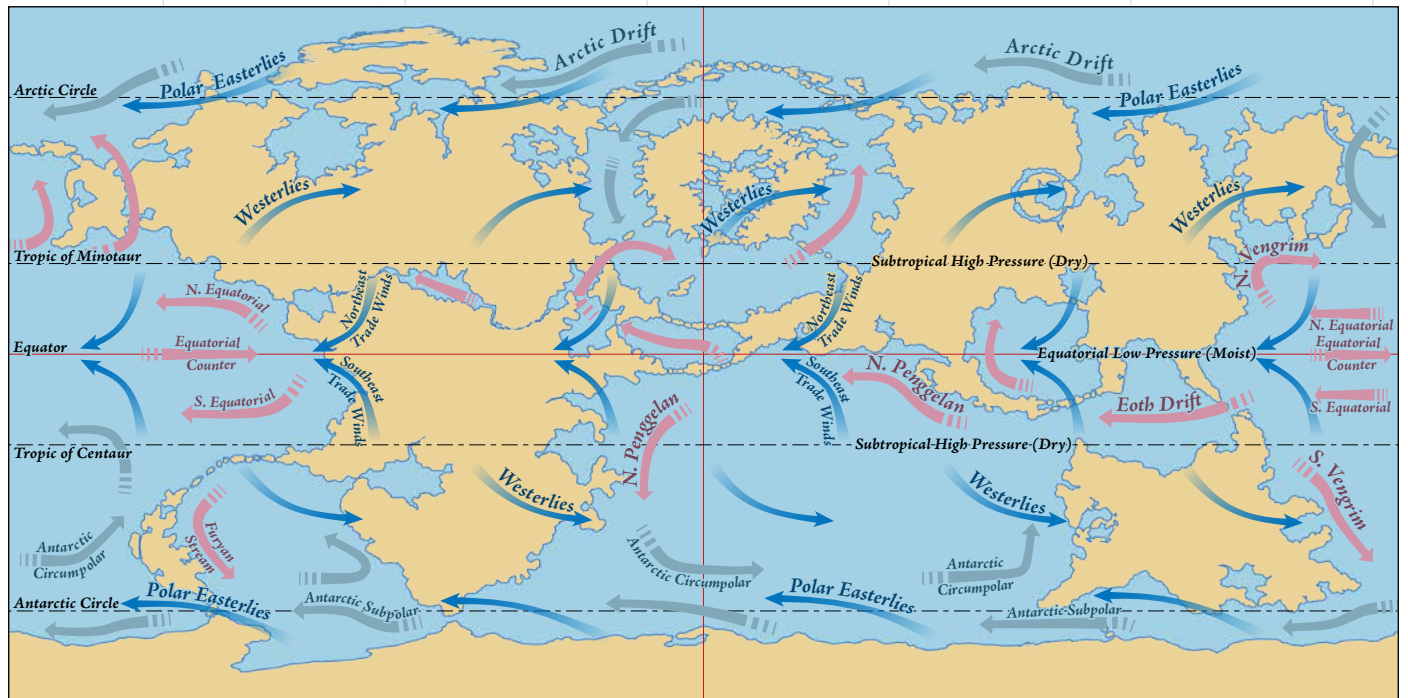 Arctic Drift
Arctic Drift
Polar Easterlies
Polar Easterlies
Arctic Circle
Westerlies
Westerlies
Westerlies
Tropic of Minotaur
Subtropical High Pressure (Dry)
N. Vengrim
N. Equatorial
Northeast
Trade Winds
Northeast
Trade Winds
N. Equatorial
Equatorial
Counter
Equator
Equatorial Low Pressure (Moist)
Equatorial
Counter
S. Equatorial
Southeast
Trade Winds
N. Penggelan
Southeast
Trade Winds
N. Penggelan
Eoth Drift
S. Equatorial
Tropic of Centaur
Subtropical High Pressure (Dry)
Westerlies
Westerlies
S. Vengrim
Furyan
Stream
Antarctic
Circumpolar
Antarctic Circumpolar
Antarctic
Circumpolar
Polar Easterlies
Polar Easterlies
Antarctic Circle
Antarctic Subpolar
Antarctic Subpolar